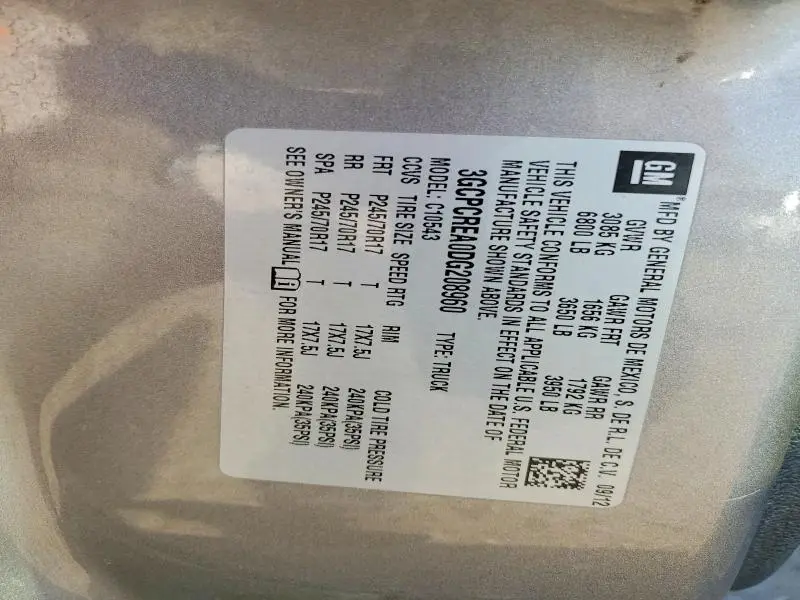 GM
® MFD BY GENERAL MOTORS DE MEXICO, S. DE R.L. DE C.V. 09/12
GVWR GAWR FRT GAWR RR
3085 KG 1656 KG 1792 KG
6800 LB 3650 LB 3950 LB
THIS VEHICLE CONFORMS TO ALL APPLICABLE U.S. FEDERAL MOTOR
VEHICLE SAFETY STANDARDS IN EFFECT ON THE DATE OF
MANUFACTURE SHOWN ABOVE.
3GCPCREA0DG208960
MODEL: C10543 TYPE: TRUCK
CCVS TIRE SIZE SPEED RTG RIM COLD TIRE PRESSURE
FRT P245/70R17 T 17X7.5J 240KPA(35PSI)
RR P245/70R17 T 17X7.5J 240KPA(35PSI)
SPA P245/70R17 T 17X7.5J 240KPA(35PSI)
SEE OWNER'S MANUAL FOR MORE INFORMATION.